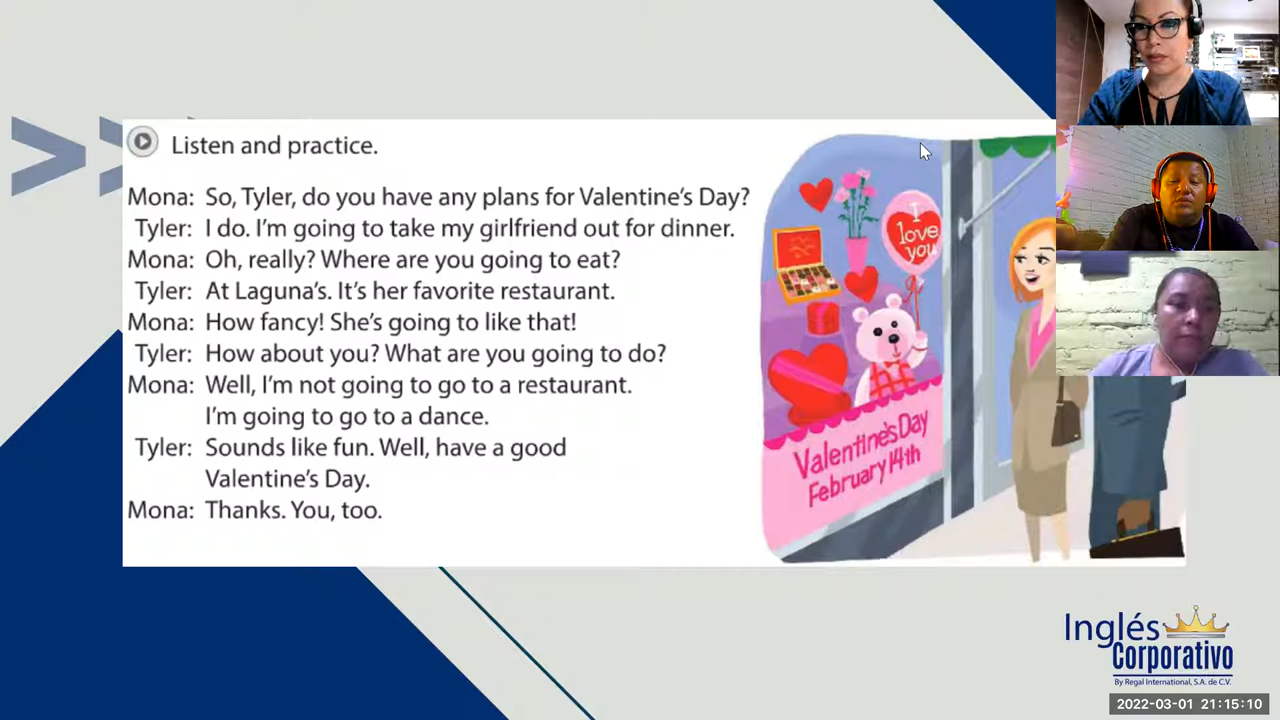 Listen and practice.
Mona: So, Tyler, do you have any plans for Valentine's Day?
Tyler: I do. I'm going to take my girlfriend out for dinner.
Mona: Oh, really? Where are you going to eat?
Tyler: At Laguna's. It's her favorite restaurant.
Mona: How fancy! She's going to like that!
Tyler: How about you? What are you going to do?
Mona: Well, I'm not going to go to a restaurant.
I'm going to go to a dance.
Tyler: Sounds like fun. Well, have a good
Valentine's Day.
Mona: Thanks. You, too.
I
love
you
Valentine's Day
February 14th
Inglés
Corporativo
By Regal International, S.A. de C.V.
2022-03-01 21:15:10